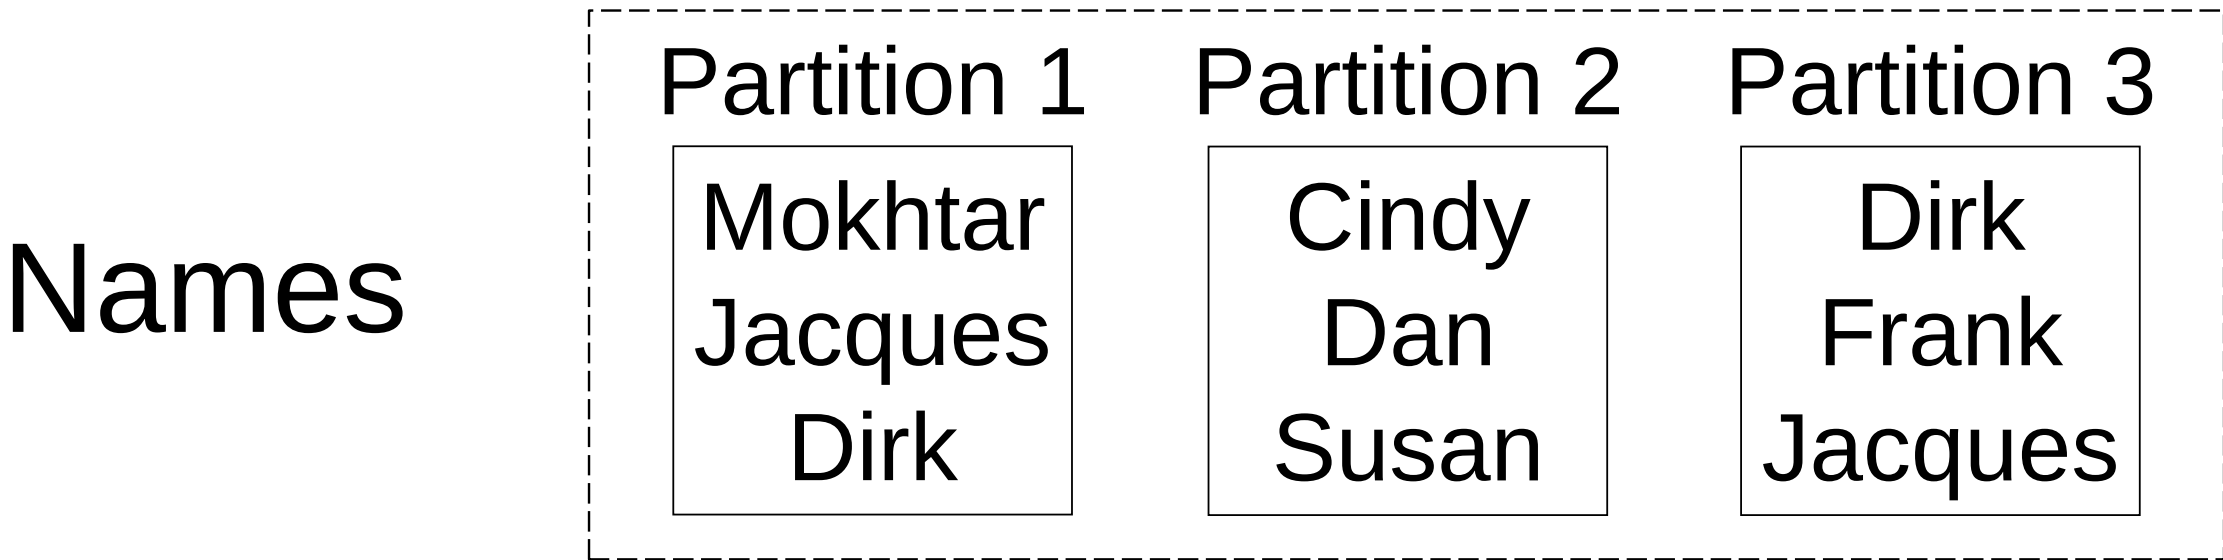 Names
Partition 1
Mokhtar
Jacques
Dirk
Partition 2
Cindy
Dan
Susan
Partition 3
Dirk
Frank
Jacques